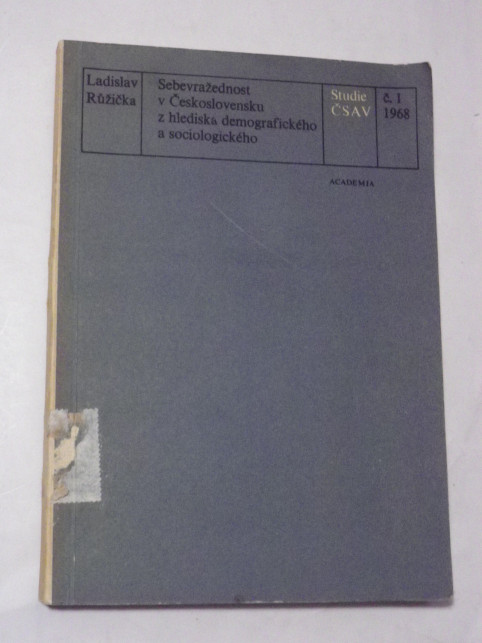 Ladislav
Růžička
Sebevražednost
v Československu
z hlediska demografického
a sociologického
Studie
ČSAV
č. 1
1968
ACADEMIA